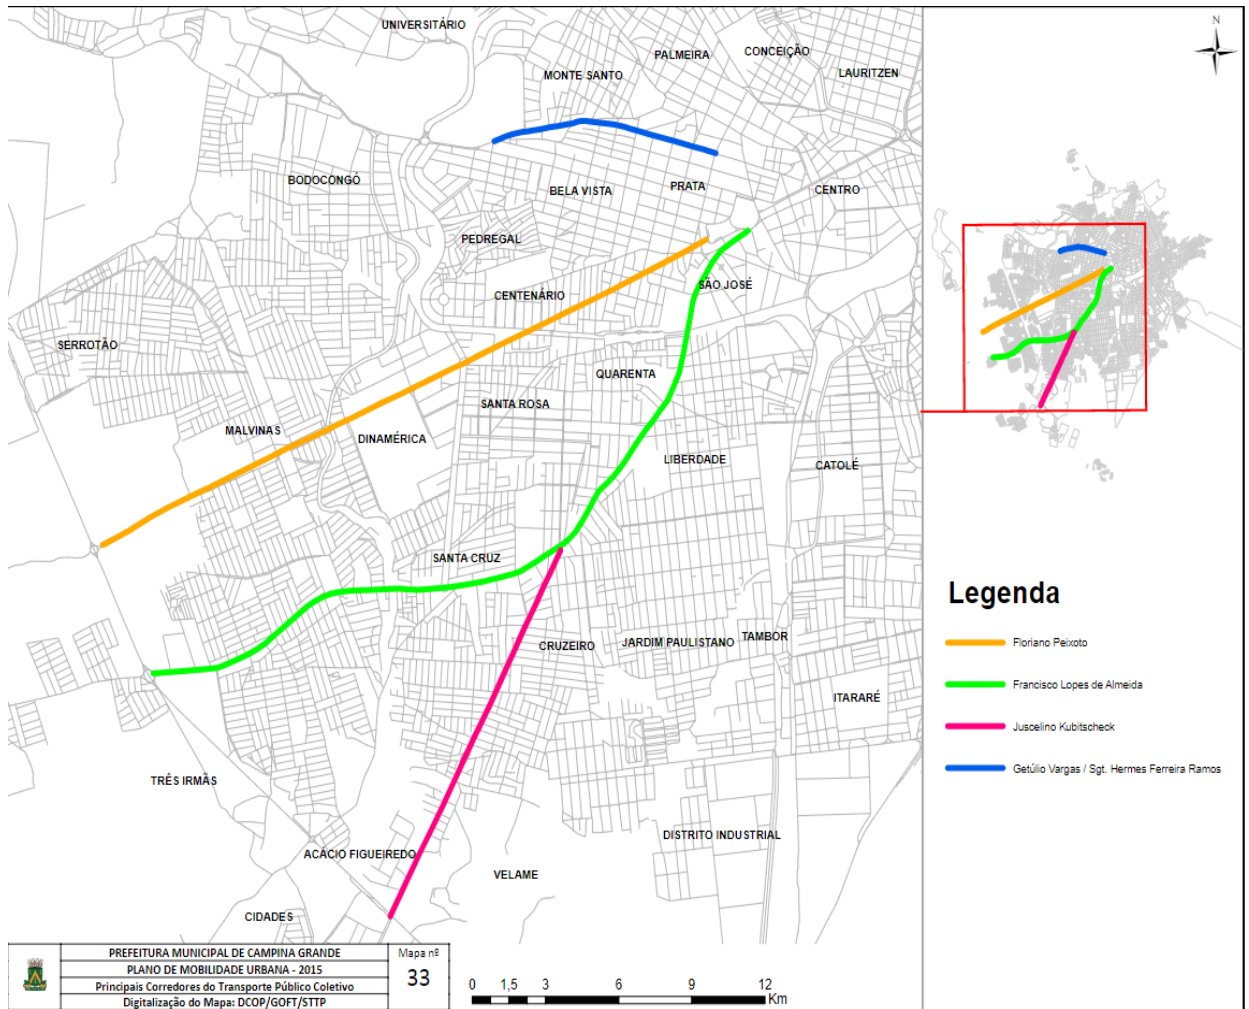 UNIVERSITÁRIO
CONCEIÇÃO
PALMEIRA
LAURITZEN
MONTE SANTO
N
BODOCONGÓ
BELA VISTA
PRATA
CENTRO
PEDREGAL
SÃO JOSÉ
CENTENÁRIO
SERROTÃO
QUARENTA
SANTA ROSA
MALVINAS
DINAMÉRICA
LIBERDADE
CATOLÉ
SANTA CRUZ
CRUZEIRO
JARDIM PAULISTANO
TAMBOR
ITARARÉ
TRÊS IRMÃS
DISTRITO INDUSTRIAL
ACÁCIO FIGUEIREDO
VELAME
CIDADES
Legenda
Floriano Peixoto
Francisco Lopes de Almeida
Juscelino Kubitscheck
Getúlio Vargas / Sgt. Hermes Ferreira Ramos
PREFEITURA MUNICIPAL DE CAMPINA GRANDE
PLANO DE MOBILIDADE URBANA - 2015
Principais Corredores do Transporte Público Coletivo
Digitalização do Mapa: DCOP/GOFT/STTP
Mapa nº
33
0 1,5 3 6 9 12
Km